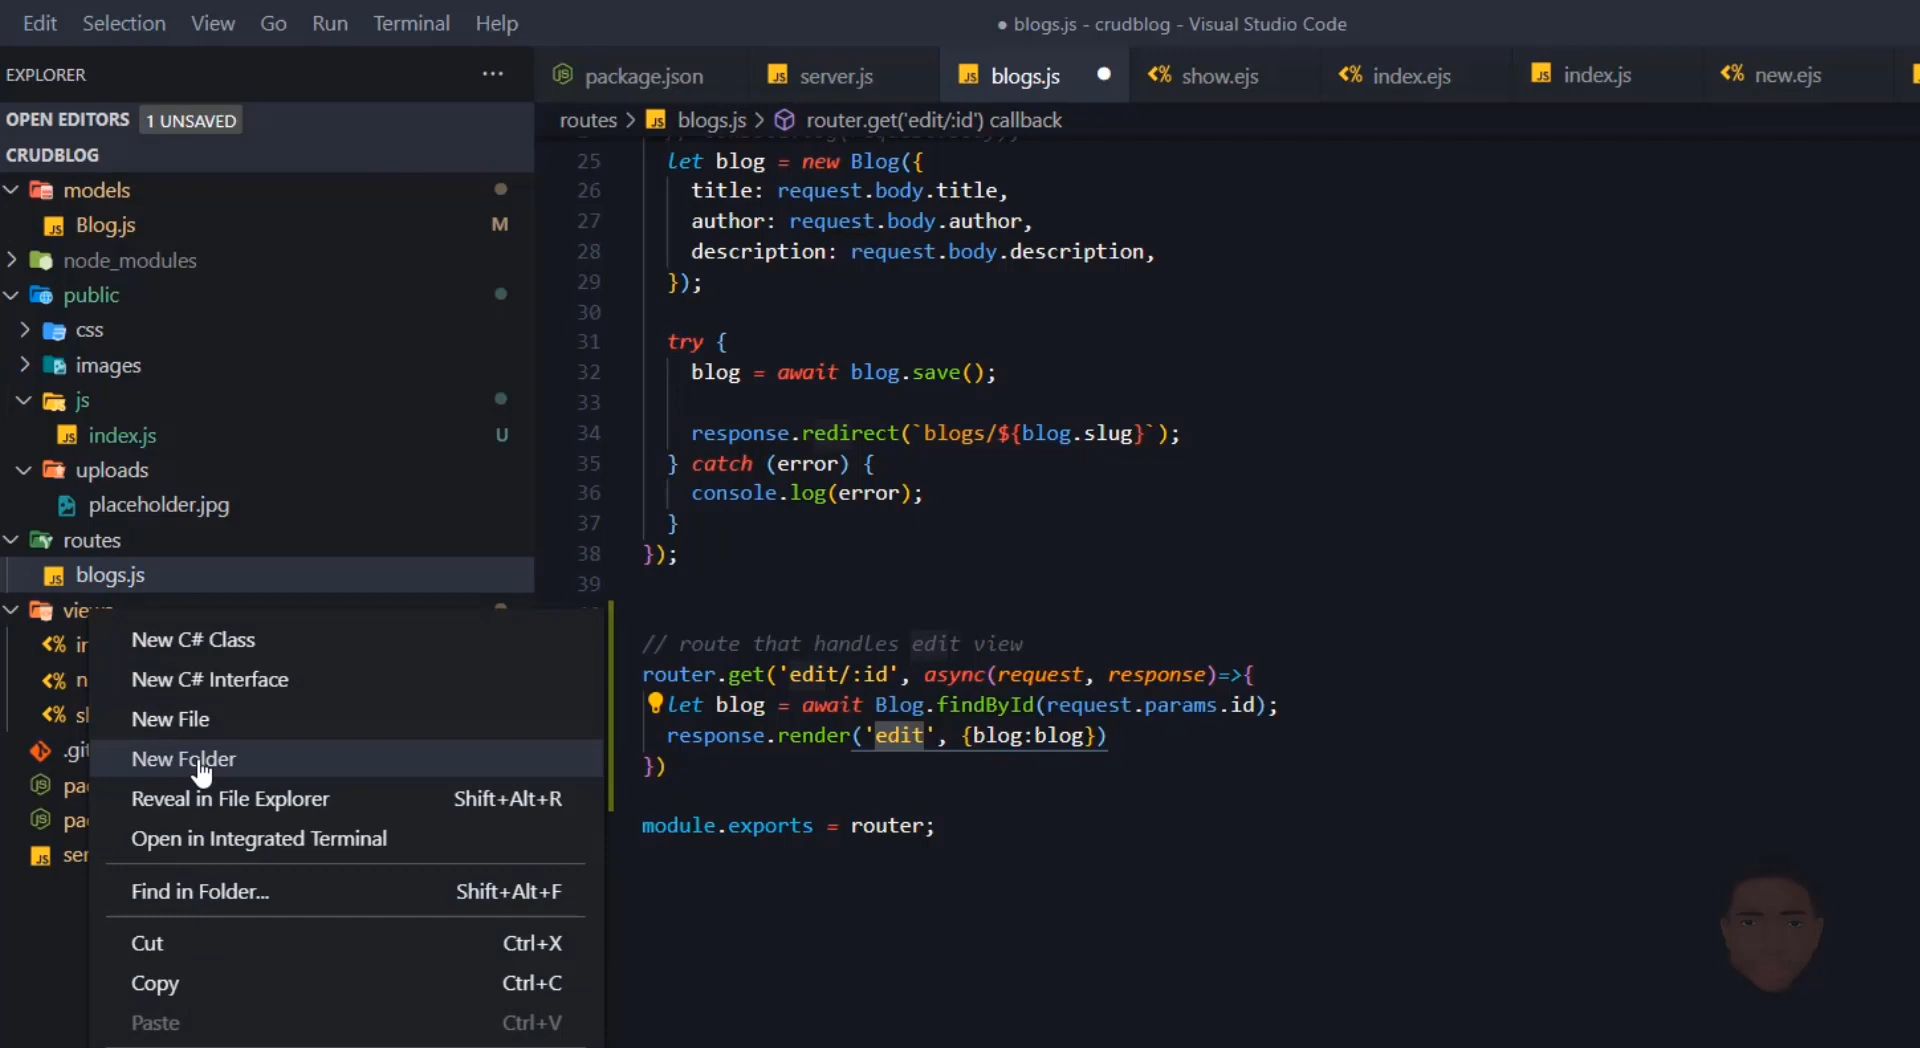 Edit Selection View Go Run Terminal Help
● blogs.js - crudblog - Visual Studio Code
EXPLORER ...
package.json
server.js
blogs.js
show.ejs
index.ejs
index.js
new.ejs
OPEN EDITORS 1 UNSAVED
routes > blogs.js > router.get('edit/:id') callback
CRUDBLOG
models
Blog.js M
node_modules
public
css
images
js
index.js U
uploads
placeholder.jpg
routes
blogs.js
New C# Class
New C# Interface
New File
New Folder
Reveal in File Explorer Shift+Alt+R
Open in Integrated Terminal
Find in Folder... Shift+Alt+F
Cut Ctrl+X
Copy Ctrl+C
Paste Ctrl+V
25 let blog = new Blog({
26 title: request.body.title,
27 author: request.body.author,
28 description: request.body.description,
29 });
30
31 try {
32 blog = await blog.save();
33
34 response.redirect(`blogs/${blog.slug}`);
35 } catch (error) {
36 console.log(error);
37 }
38 });
39
// route that handles edit view
router.get('edit/:id', async(request, response)=>{
let blog = await Blog.findById(request.params.id);
response.render('edit', {blog:blog})
})
module.exports = router;